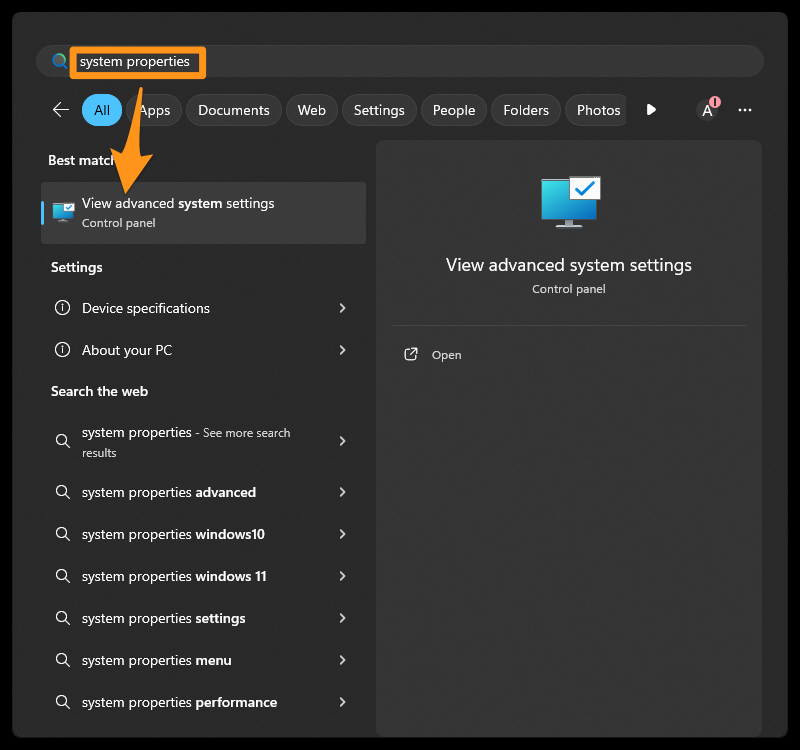 system properties
All
Apps
Documents
Web
Settings
People
Folders
Photos
A
Best match
View advanced system settings
Control panel
Settings
Device specifications
About your PC
Search the web
system properties - See more search
results
system properties advanced
system properties windows10
system properties windows 11
system properties settings
system properties menu
system properties performance
View advanced system settings
Control panel
Open